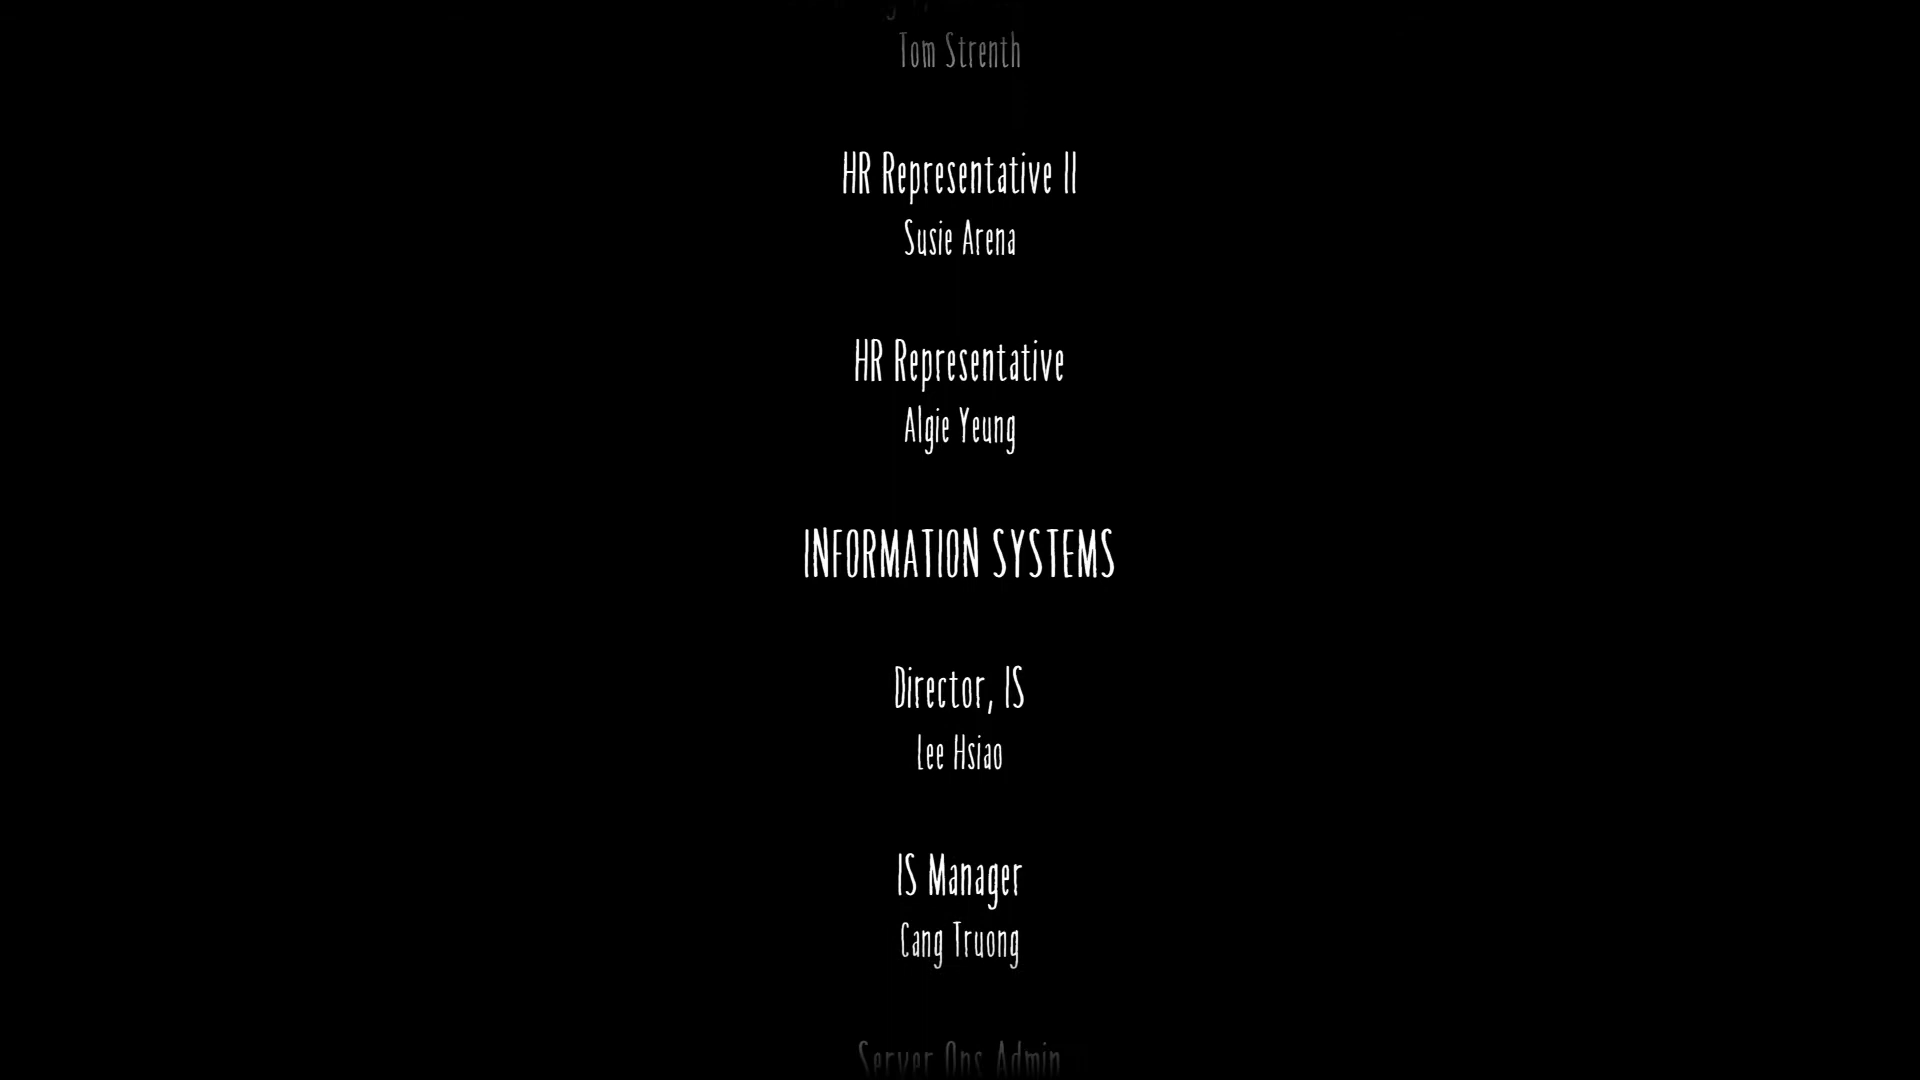 Tom Strenth
HR Representative II
Susie Arena
HR Representative
Algie Yeung
INFORMATION SYSTEMS
Director, IS
Lee Hsiao
IS Manager
Cang Truong
Server Ops Admin